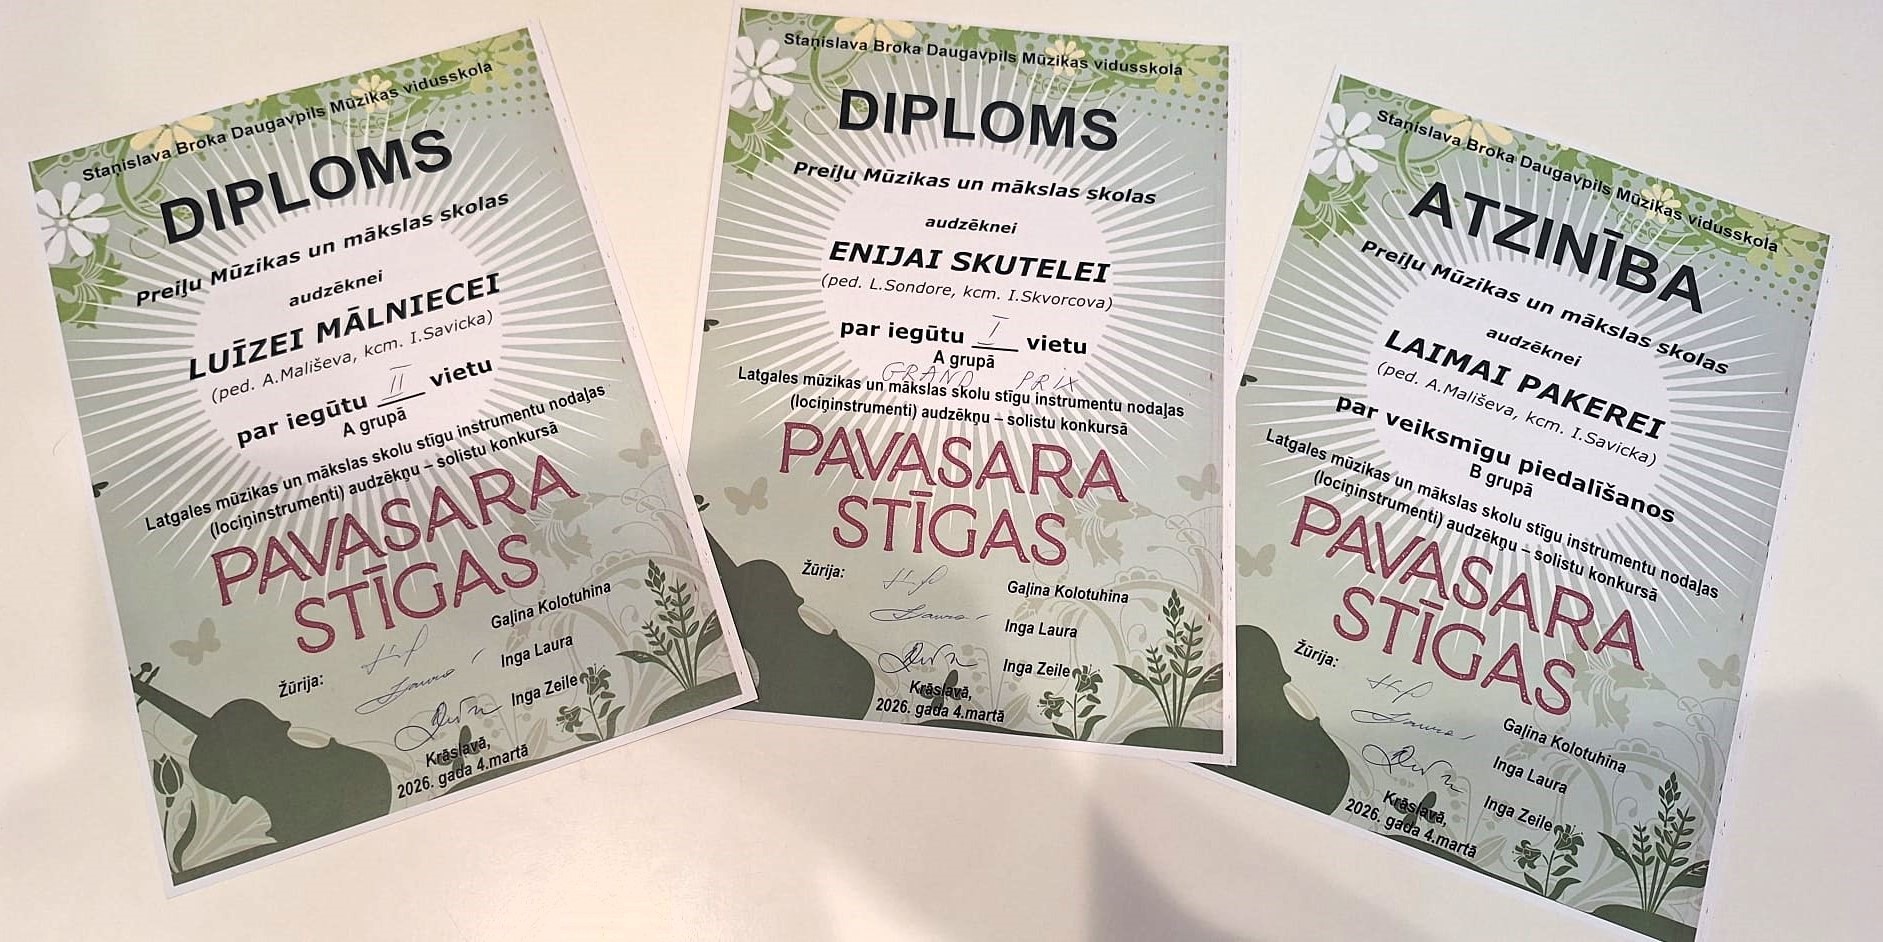 Staņislava Broka Daugavpils Mūzikas vidusskola
DIPLOMS
Preiļu Mūzikas un mākslas skolas
audzēknei
LUĪZEI MĀLNIECEI
(ped. A.Mališeva, kcm. I.Savicka)
par iegūtu II vietu
A grupā
Latgales mūzikas un mākslas skolu stīgu instrumentu nodaļas
(lociņinstrumenti) audzēkņu – solistu konkursā
PAVASARA
STĪGAS
Žūrija:
Gaļina Kolotuhina
Inga Laura
Inga Zeile
Krāslavā,
2026. gada 4.martā
Staņislava Broka Daugavpils Mūzikas vidusskola
DIPLOMS
Preiļu Mūzikas un mākslas skolas
audzēknei
ENIJAI SKUTELEI
(ped. L.Sondore, kcm. I.Skvorcova)
par iegūtu I vietu
A grupā
GRAND PRIX
Latgales mūzikas un mākslas skolu stīgu instrumentu nodaļas
(lociņinstrumenti) audzēkņu – solistu konkursā
PAVASARA
STĪGAS
Žūrija:
Gaļina Kolotuhina
Inga Laura
Inga Zeile
Krāslavā,
2026. gada 4.martā
Staņislava Broka Daugavpils Mūzikas vidusskola
ATZINĪBA
Preiļu Mūzikas un mākslas skolas
audzēknei
LAIMAI PAKEREI
(ped. A.Mališeva, kcm. I.Savicka)
par veiksmīgu piedalīšanos
B grupā
Latgales mūzikas un mākslas skolu stīgu instrumentu nodaļas
(lociņinstrumenti) audzēkņu – solistu konkursā
PAVASARA
STĪGAS
Žūrija:
Gaļina Kolotuhina
Inga Laura
Inga Zeile
Krāslavā,
2026. gada 4.martā